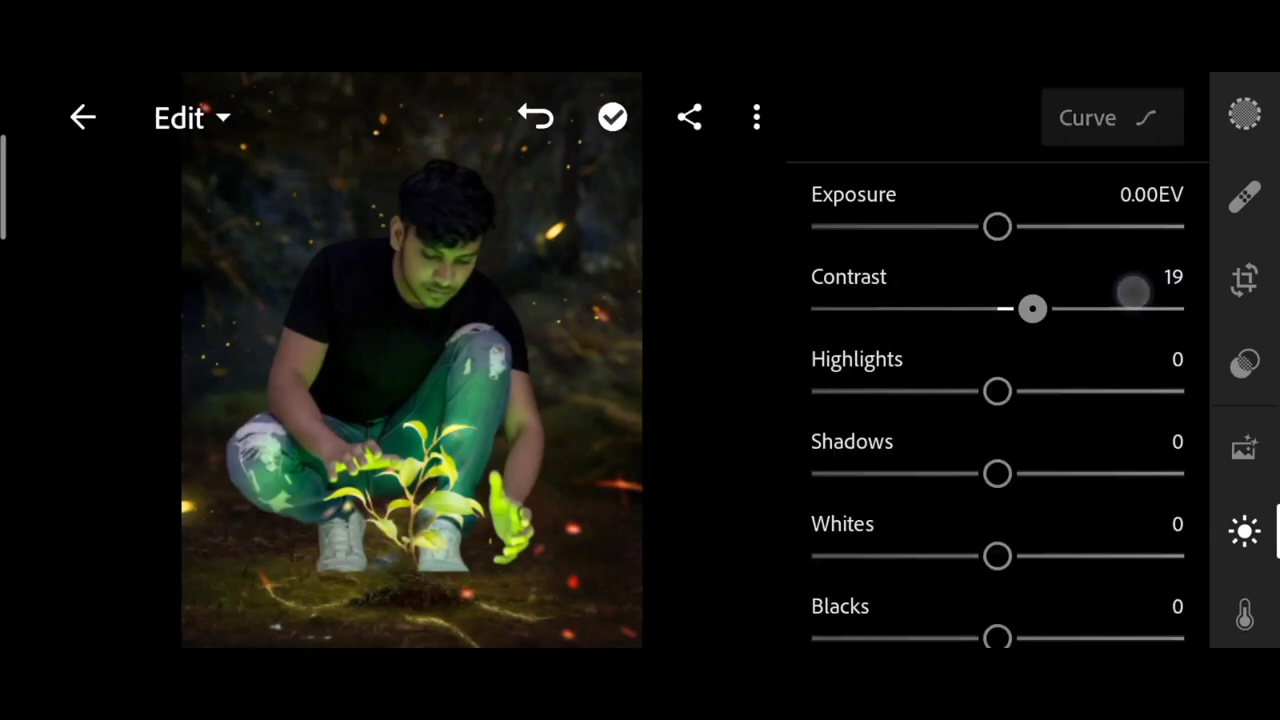 Edit
Curve
Exposure 0.00EV
Contrast 19
Highlights 0
Shadows 0
Whites 0
Blacks 0